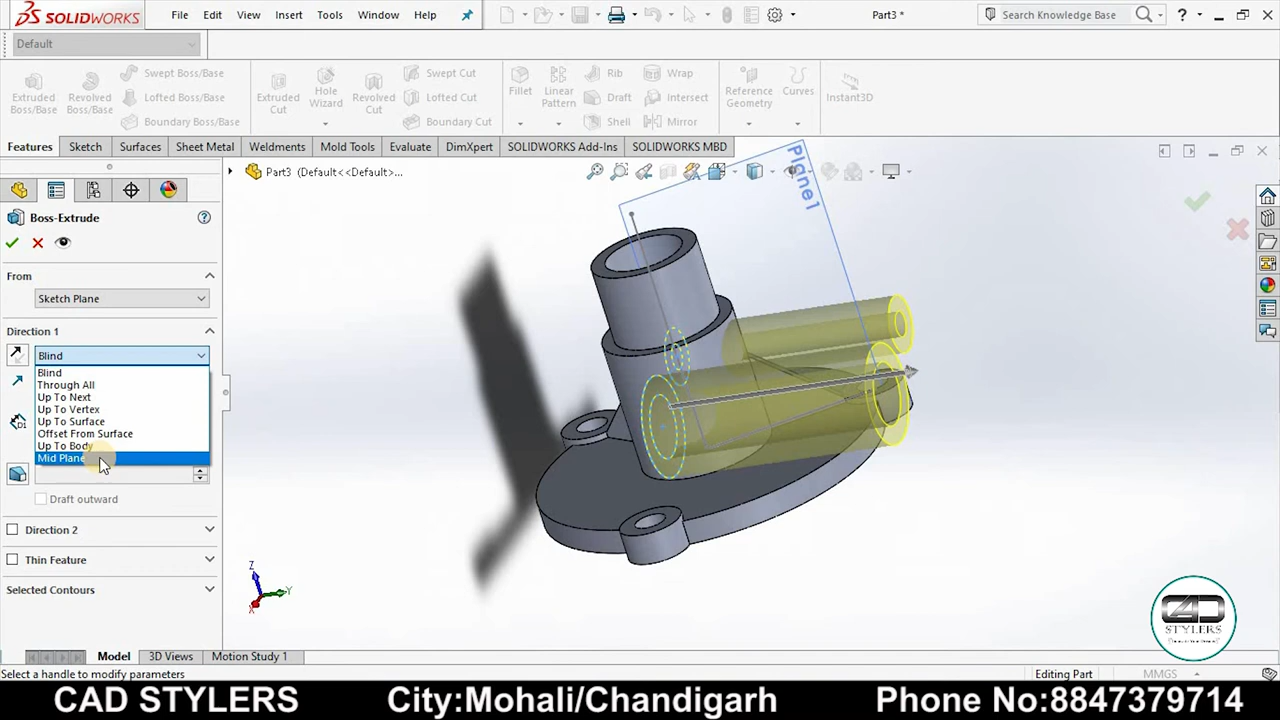 SOLIDWORKS File Edit View Insert Tools Window Help Part3 * Search Knowledge Base ?
Default
Extruded Boss/Base Revolved Boss/Base Swept Boss/Base Lofted Boss/Base Boundary Boss/Base Extruded Cut Hole Wizard Revolved Cut Swept Cut Lofted Cut Boundary Cut Fillet Linear Pattern Rib Draft Shell Wrap Intersect Mirror Reference Geometry Curves Instant3D
Features Sketch Surfaces Sheet Metal Weldments Mold Tools Evaluate DimXpert SOLIDWORKS Add-Ins SOLIDWORKS MBD
Part3 (Default<<Default>...
Plane1
Boss-Extrude ?
From
Sketch Plane
Direction 1
Blind
Blind
Through All
Up To Next
Up To Vertex
Up To Surface
Offset From Surface
Up To Body
Mid Plane
D1
Draft outward
Direction 2
Thin Feature
Selected Contours
Z
Y
X
CAD
STYLERS
Model 3D Views Motion Study 1
Select a handle to modify parameters Editing Part MMGS
CAD STYLERS City:Mohali/Chandigarh Phone No:8847379714